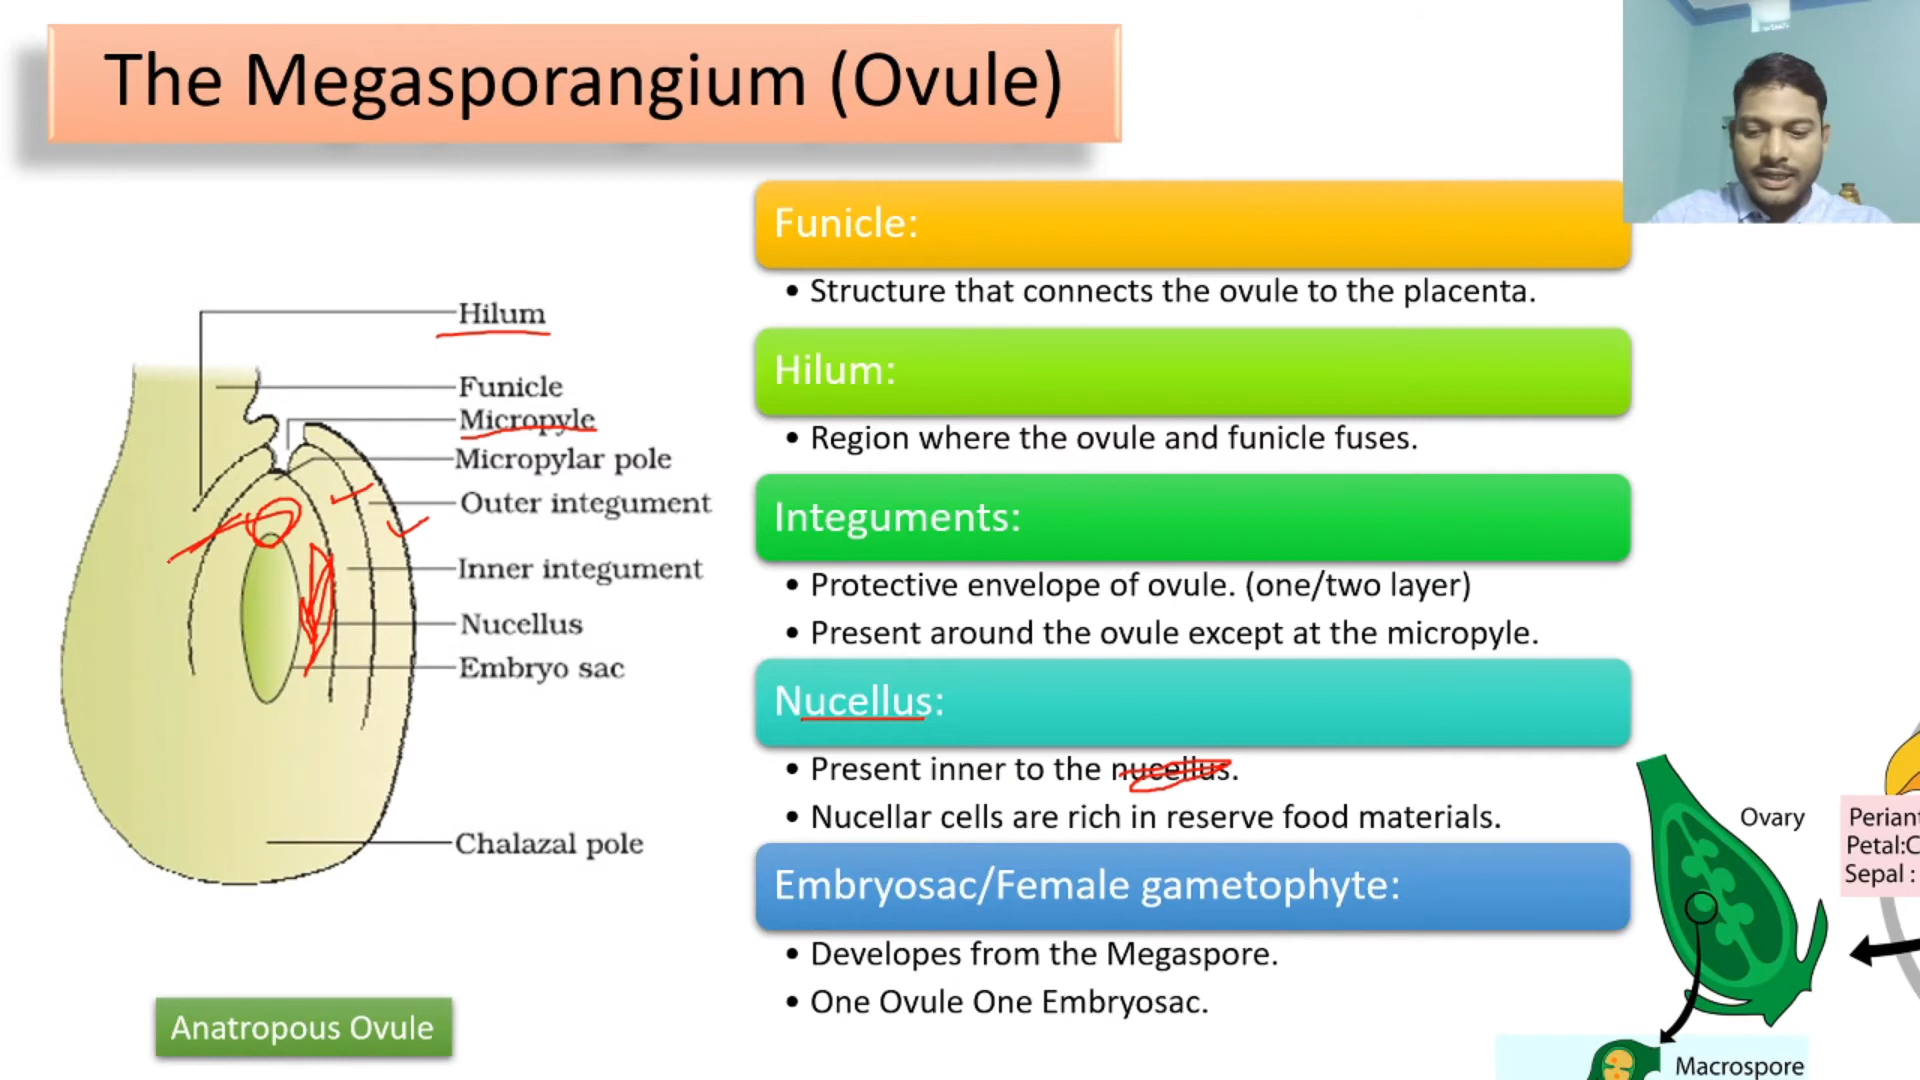 The Megasporangium (Ovule)
Hilum
Funicle
Micropyle
Micropylar pole
Outer integument
Inner integument
Nucellus
Embryo sac
Chalazal pole
Anatropous Ovule
Funicle:
• Structure that connects the ovule to the placenta.
Hilum:
• Region where the ovule and funicle fuses.
Integuments:
• Protective envelope of ovule. (one/two layer)
• Present around the ovule except at the micropyle.
Nucellus:
• Present inner to the nucellus.
• Nucellar cells are rich in reserve food materials.
Embryosac/Female gametophyte:
• Developes from the Megaspore.
• One Ovule One Embryosac.
Ovary
Perian
Petal:C
Sepal :
Macrospore